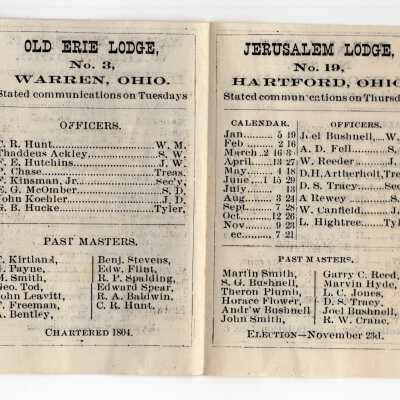 OLD ERIE LODGE,
No. 3,
WARREN, OHIO.
Stated communications on Tuesdays
OFFICERS.
C. R. Hunt W. M.
Thaddeus Ackley S. W.
F. E. Hutchins J. W.
P. Chase Treas.
F. Kinsman, Jr. Sec'y.
E. G. McOmber S. D.
John Koehler J. D.
G. B. Hucke Tyler.
PAST MASTERS.
T. Kirtland,
G. Payne,
M. Smith,
Geo. Tod,
John Leavitt,
F. Freeman,
A. Bentley,
Benj. Stevens,
Edw. Flint,
R. P. Spalding,
Edward Spear,
R. A. Baldwin,
C. R. Hunt,
CHARTERED 1804.
JERUSALEM LODGE,
No. 19,
HARTFORD, OHIO
Stated communications on Thursd
CALENDAR.
Jan. 5 19
Feb 2 16
March 2 16
April 13 27
May 4 18
June 1 15 29
July 13
Aug 3 31
Sept. 7 28
Oct. 12 26
Nov 9 23
ec 7 21
OFFICERS.
Joel Bushnell, W.
A. D. Fell S.
W. Reeder J.
D. H. Artherholt, Trea
D. S. Tracy Sec
A Rewey S
W. Canfield J.
L. Hightree Tyl
PAST MASTERS.
Martin Smith,
S. G. Bushnell,
Theron Plumb,
Horace Flower,
Andr'w Bushnell
John Smith,
Garry C. Reed,
Marvin Hyde,
L. C. Jones,
D. S. Tracy,
Joel Bushnell,
R. W. Crane.
ELECTION—November 23d.